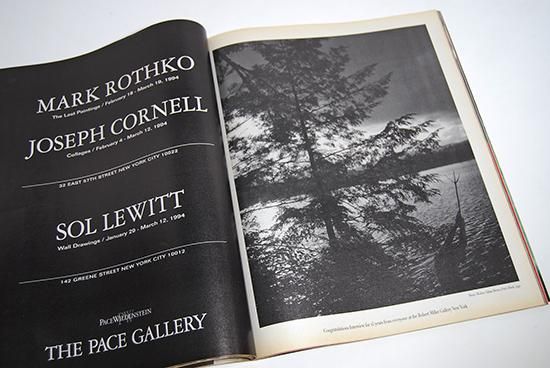 MARK ROTHKO
The Last Paintings / February 18 - March 19, 1994
JOSEPH CORNELL
Collages / February 4 - March 12, 1994
32 EAST 57TH STREET NEW YORK CITY 10022
SOL LEWITT
Wall Drawings / January 29 - March 12, 1994
142 GREENE STREET NEW YORK CITY 10012
PACEWILDENSTEIN
THE PACE GALLERY
Congratulations Interview for 25 years from everyone at the Robert Miller Gallery New York